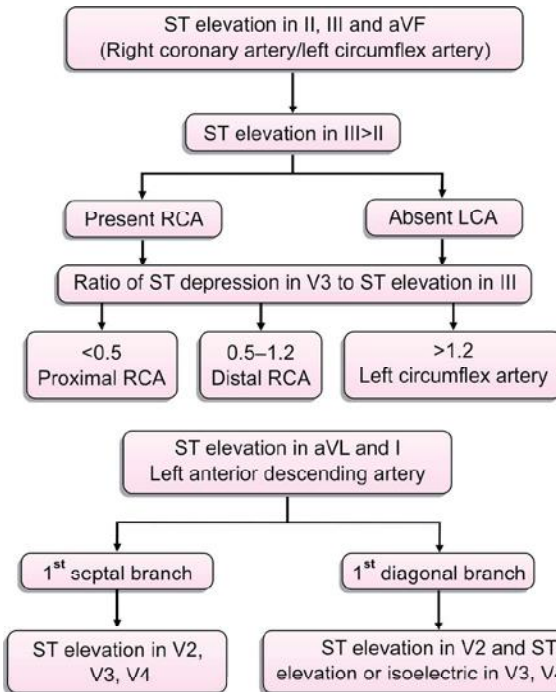 ST elevation in II, III and aVF
(Right coronary artery/left circumflex artery)
ST elevation in III>II
Present RCA
Absent LCA
Ratio of ST depression in V3 to ST elevation in III
<0.5
Proximal RCA
0.5–1.2
Distal RCA
>1.2
Left circumflex artery
ST elevation in aVL and I
Left anterior descending artery
1st septal branch
1st diagonal branch
ST elevation in V2,
V3, V4
ST elevation in V2 and ST
elevation or isoelectric in V3,